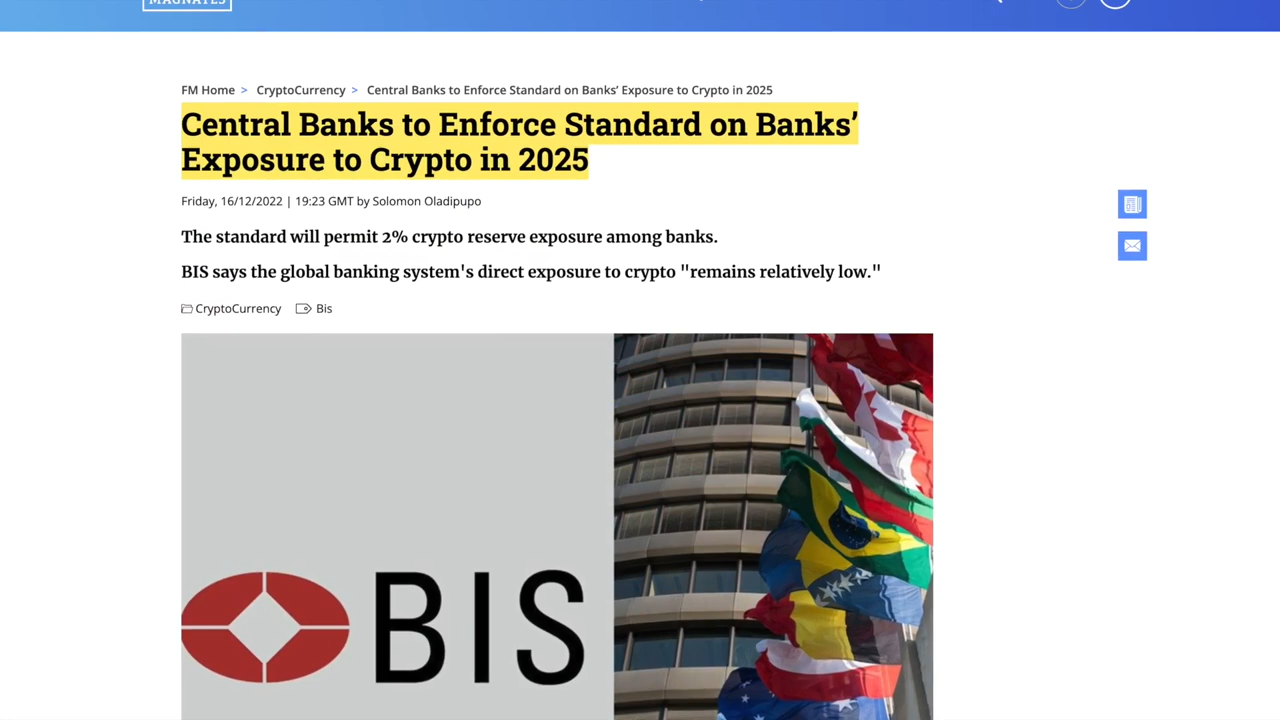 MAGNATES
FM Home > CryptoCurrency > Central Banks to Enforce Standard on Banks’ Exposure to Crypto in 2025
Central Banks to Enforce Standard on Banks’
Exposure to Crypto in 2025
Friday, 16/12/2022 | 19:23 GMT by Solomon Oladipupo
The standard will permit 2% crypto reserve exposure among banks.
BIS says the global banking system's direct exposure to crypto "remains relatively low."
CryptoCurrency Bis
BIS